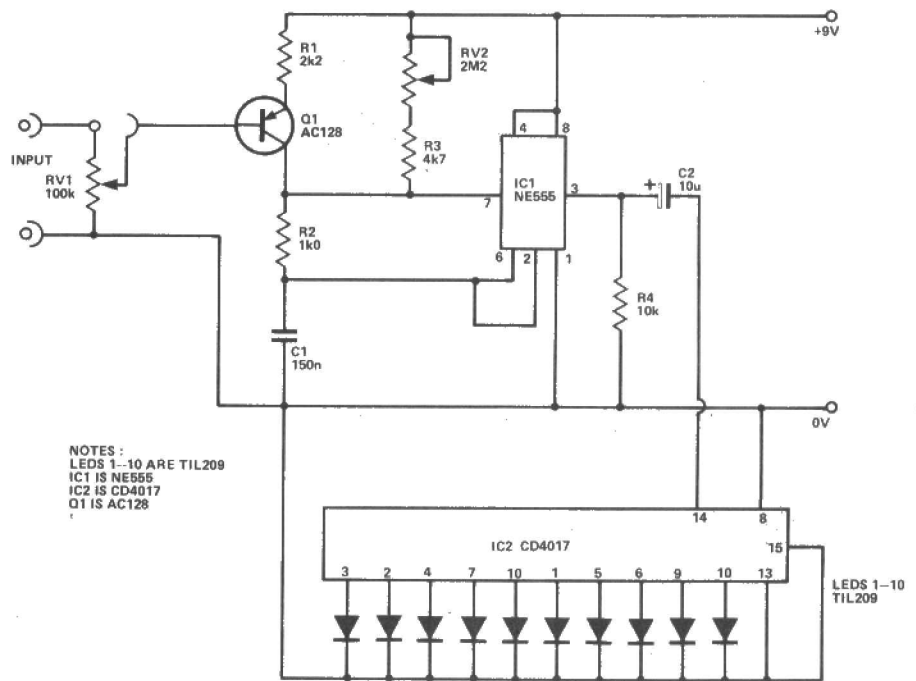 +9V
R1
2k2
RV2
2M2
Q1
AC128
4
8
INPUT
R3
4k7
IC1
NE555
3
+
C2
10u
RV1
100k
7
R2
1k0
6
2
1
R4
10k
C1
150n
0V
NOTES :
LEDS 1--10 ARE TIL209
IC1 IS NE555
IC2 IS CD4017
Q1 IS AC128
14
8
IC2 CD4017
15
3 2 4 7 10 1 5 6 9 10 13
LEDS 1--10
TIL209